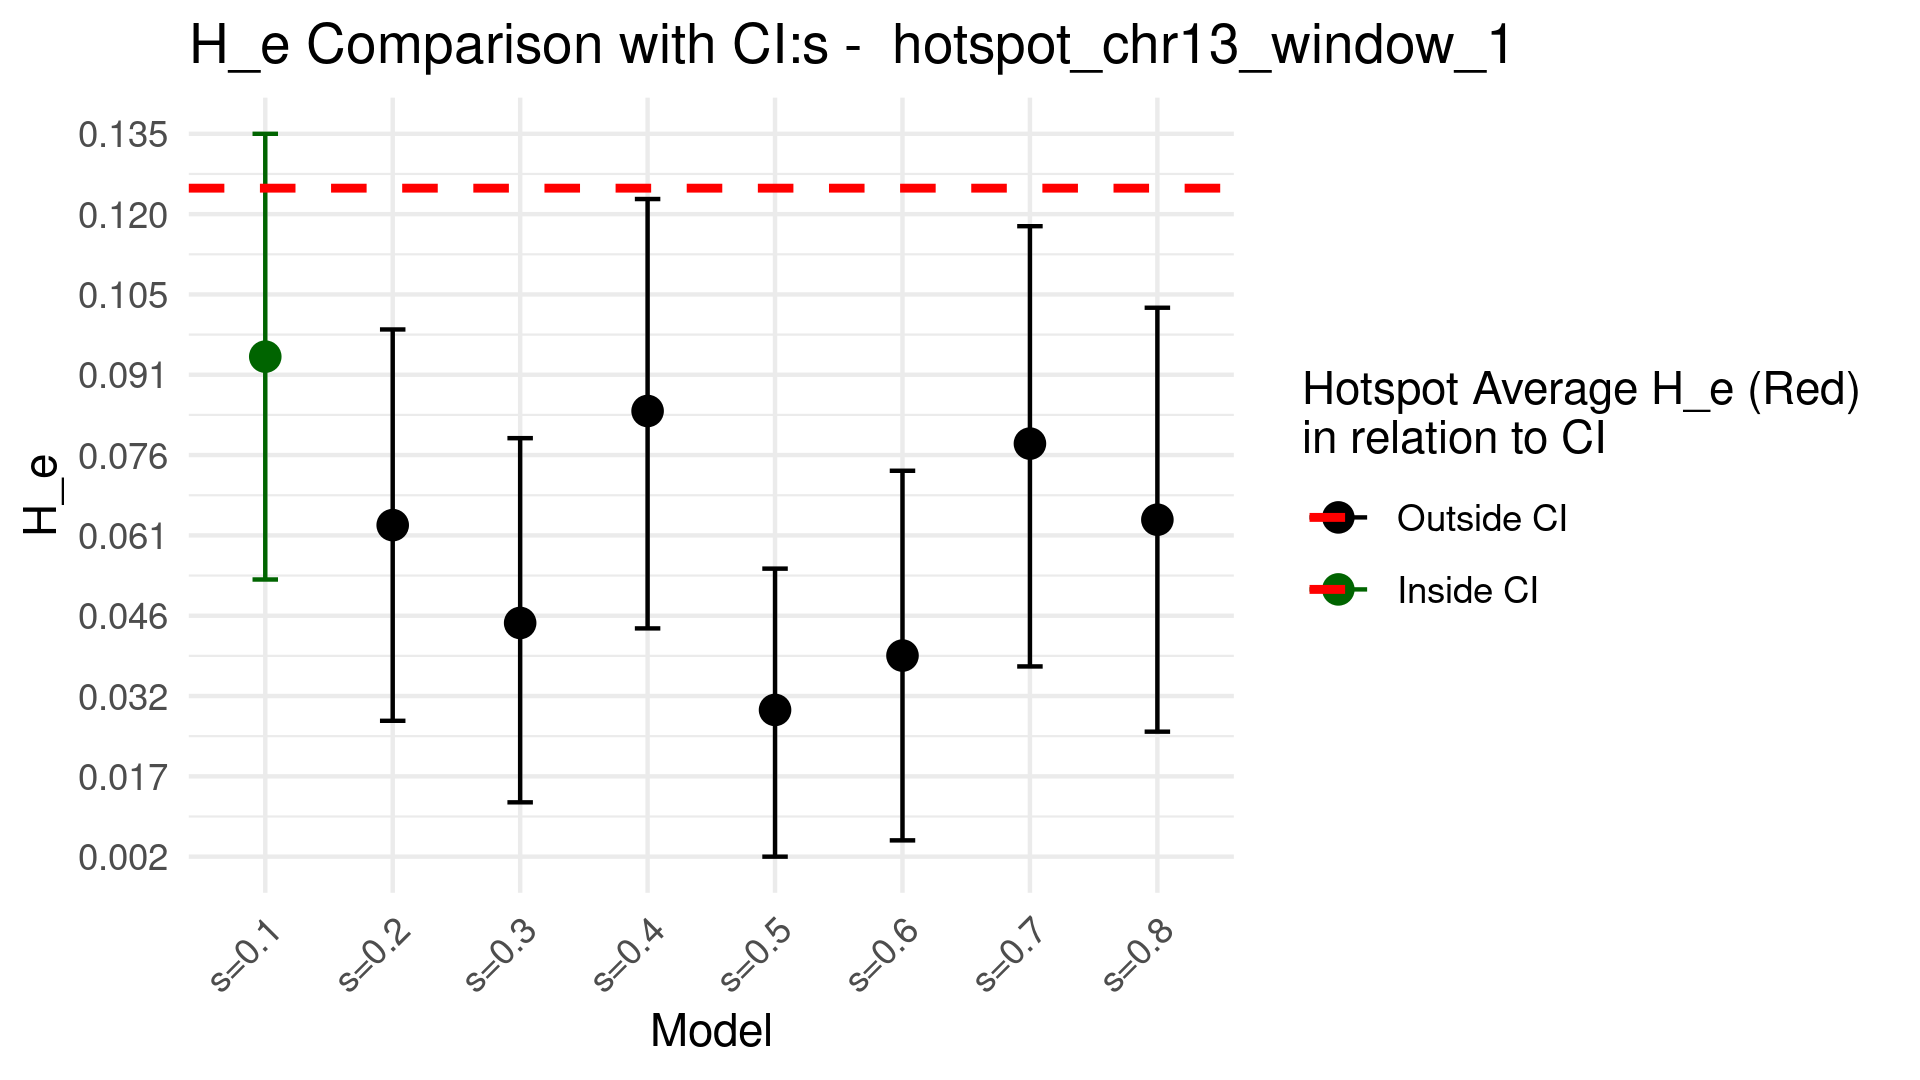 H_e Comparison with CI:s -  hotspot_chr13_window_1
0.135
0.120
0.105
0.091
0.076
0.061
0.046
0.032
0.017
0.002
H_e
s=0.1
s=0.2
s=0.3
s=0.4
s=0.5
s=0.6
s=0.7
s=0.8
Model
Hotspot Average H_e (Red)
in relation to CI
Outside CI
Inside CI